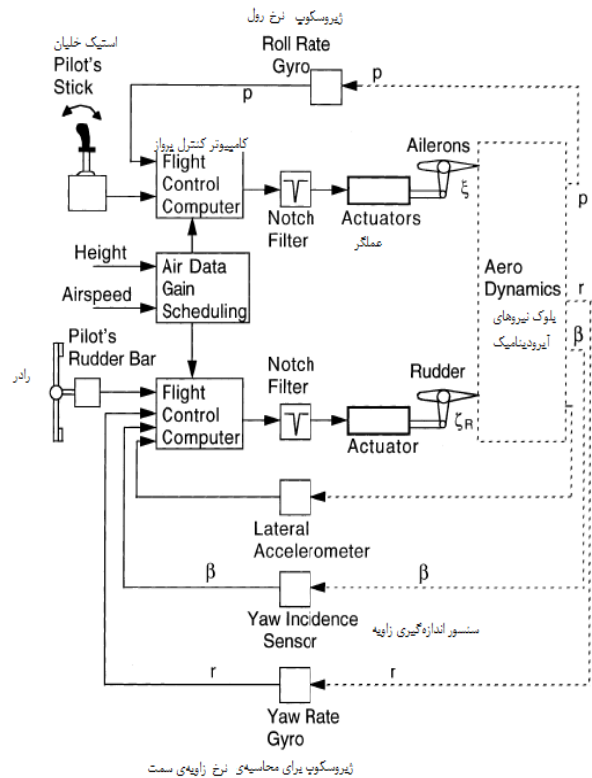 ژیروسکوپ نرخ رول
Roll Rate
Gyro
p
p
استیک خلبان
Pilot's
Stick
کامپیوتر کنترل پرواز
Flight
Control
Computer
Notch
Filter
Actuators
عملگر
Ailerons
ξ
p
Height
Airspeed
Air Data
Gain
Scheduling
Aero
Dynamics
بلوک نیروهای
آیرودینامیک
r
β
Pilot's
Rudder Bar
رادر
Flight
Control
Computer
Notch
Filter
Actuator
Rudder
ζR
Lateral
Accelerometer
β
β
Yaw Incidence
Sensor
سنسور اندازه‌گیری زاویه
r
r
Yaw Rate
Gyro
ژیروسکوپ برای محاسبه‌ی نرخ زاویه‌ی سمت